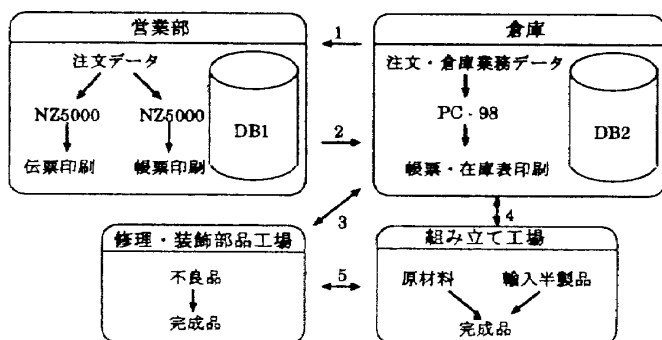 営業部
注文データ
NZ5000 NZ5000
伝票印刷 帳票印刷
DB1
1
2
倉庫
注文・倉庫業務データ
PC-98
帳票・在庫表印刷
DB2
3
4
修理・装飾部品工場
不良品
完成品
5
組み立て工場
原材料 輸入半製品
完成品